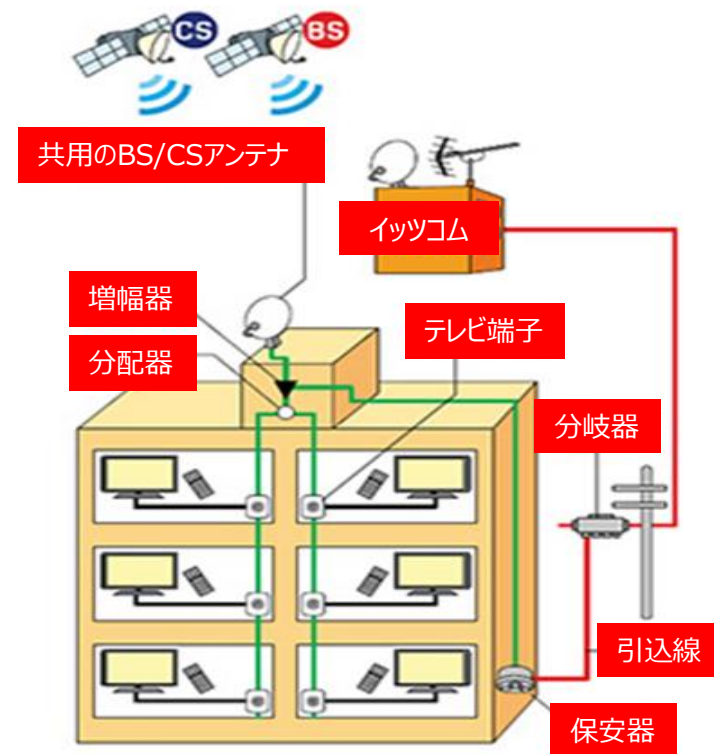 CS
BS
共用のBS/CSアンテナ
イッツコム
増幅器
テレビ端子
分配器
分岐器
引込線
保安器